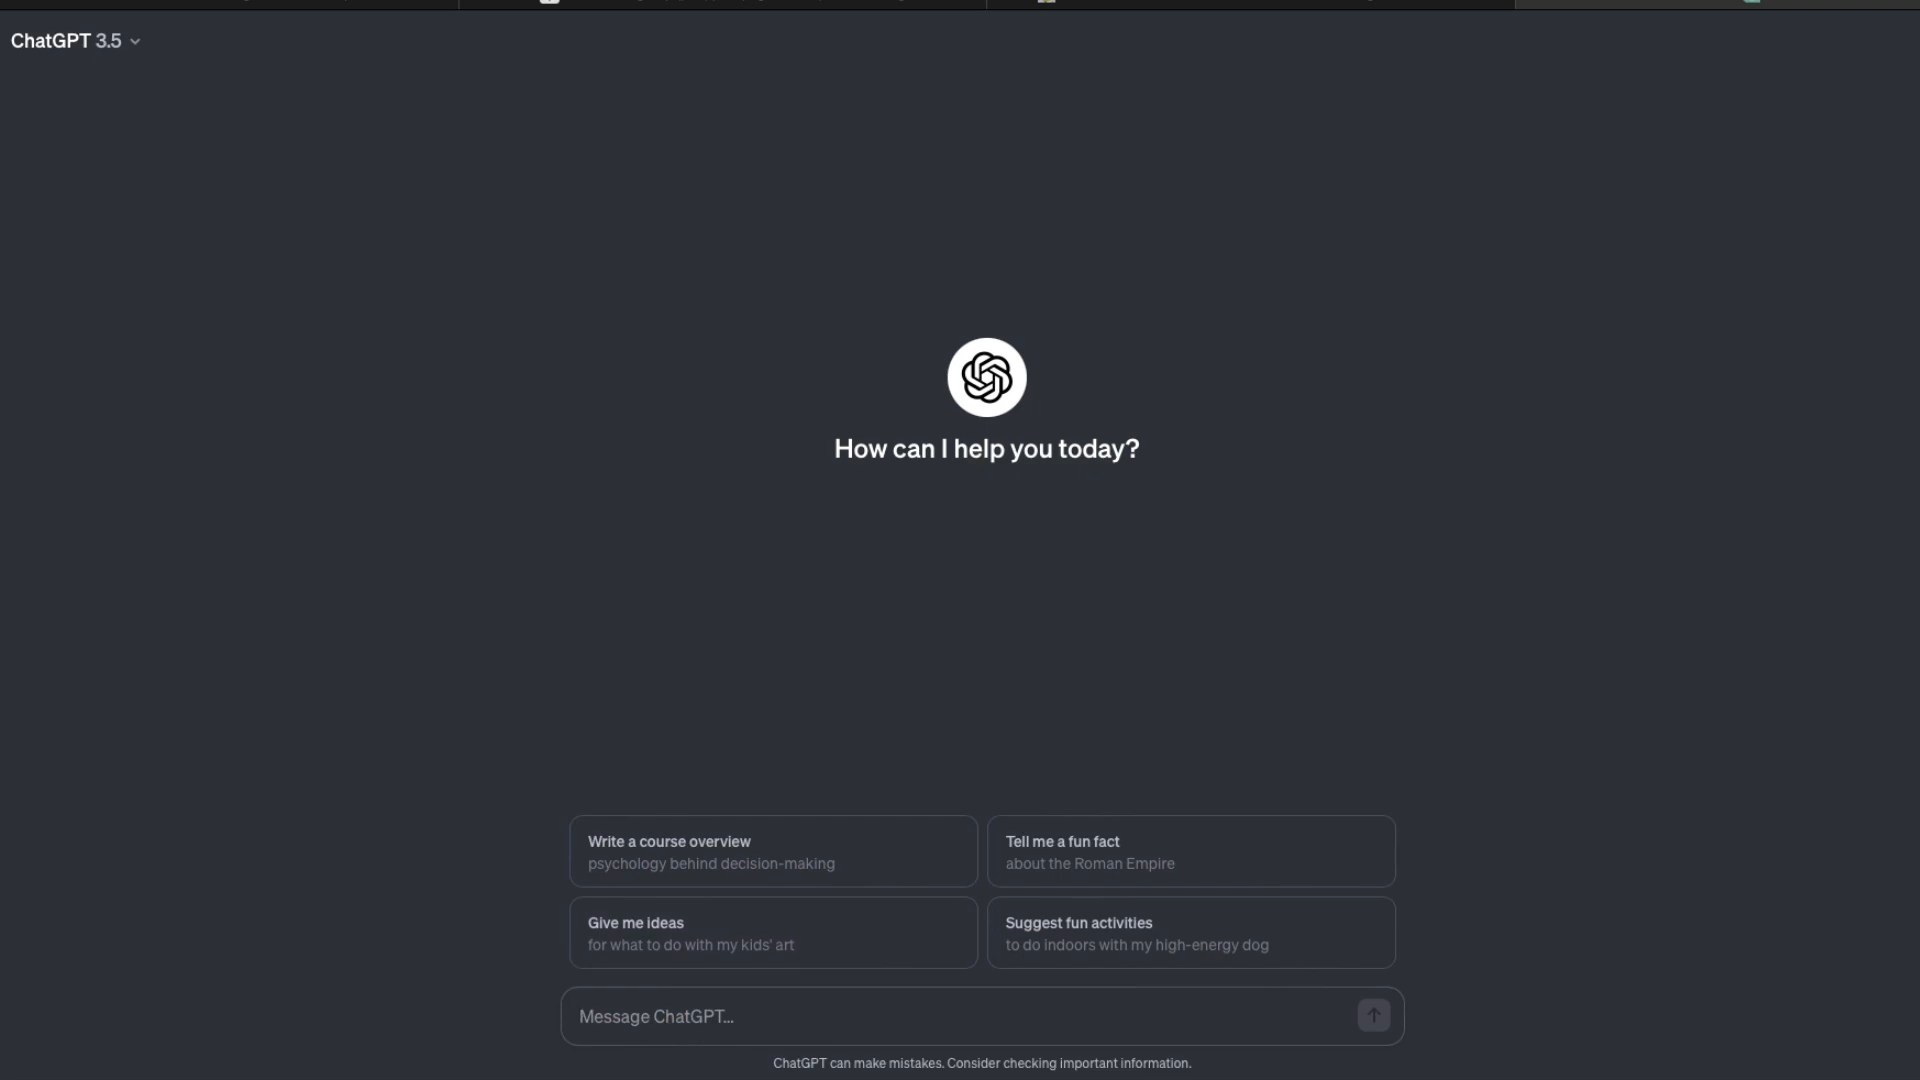 ChatGPT 3.5
How can I help you today?
Write a course overview
psychology behind decision-making
Tell me a fun fact
about the Roman Empire
Give me ideas
for what to do with my kids' art
Suggest fun activities
to do indoors with my high-energy dog
Message ChatGPT...
ChatGPT can make mistakes. Consider checking important information.